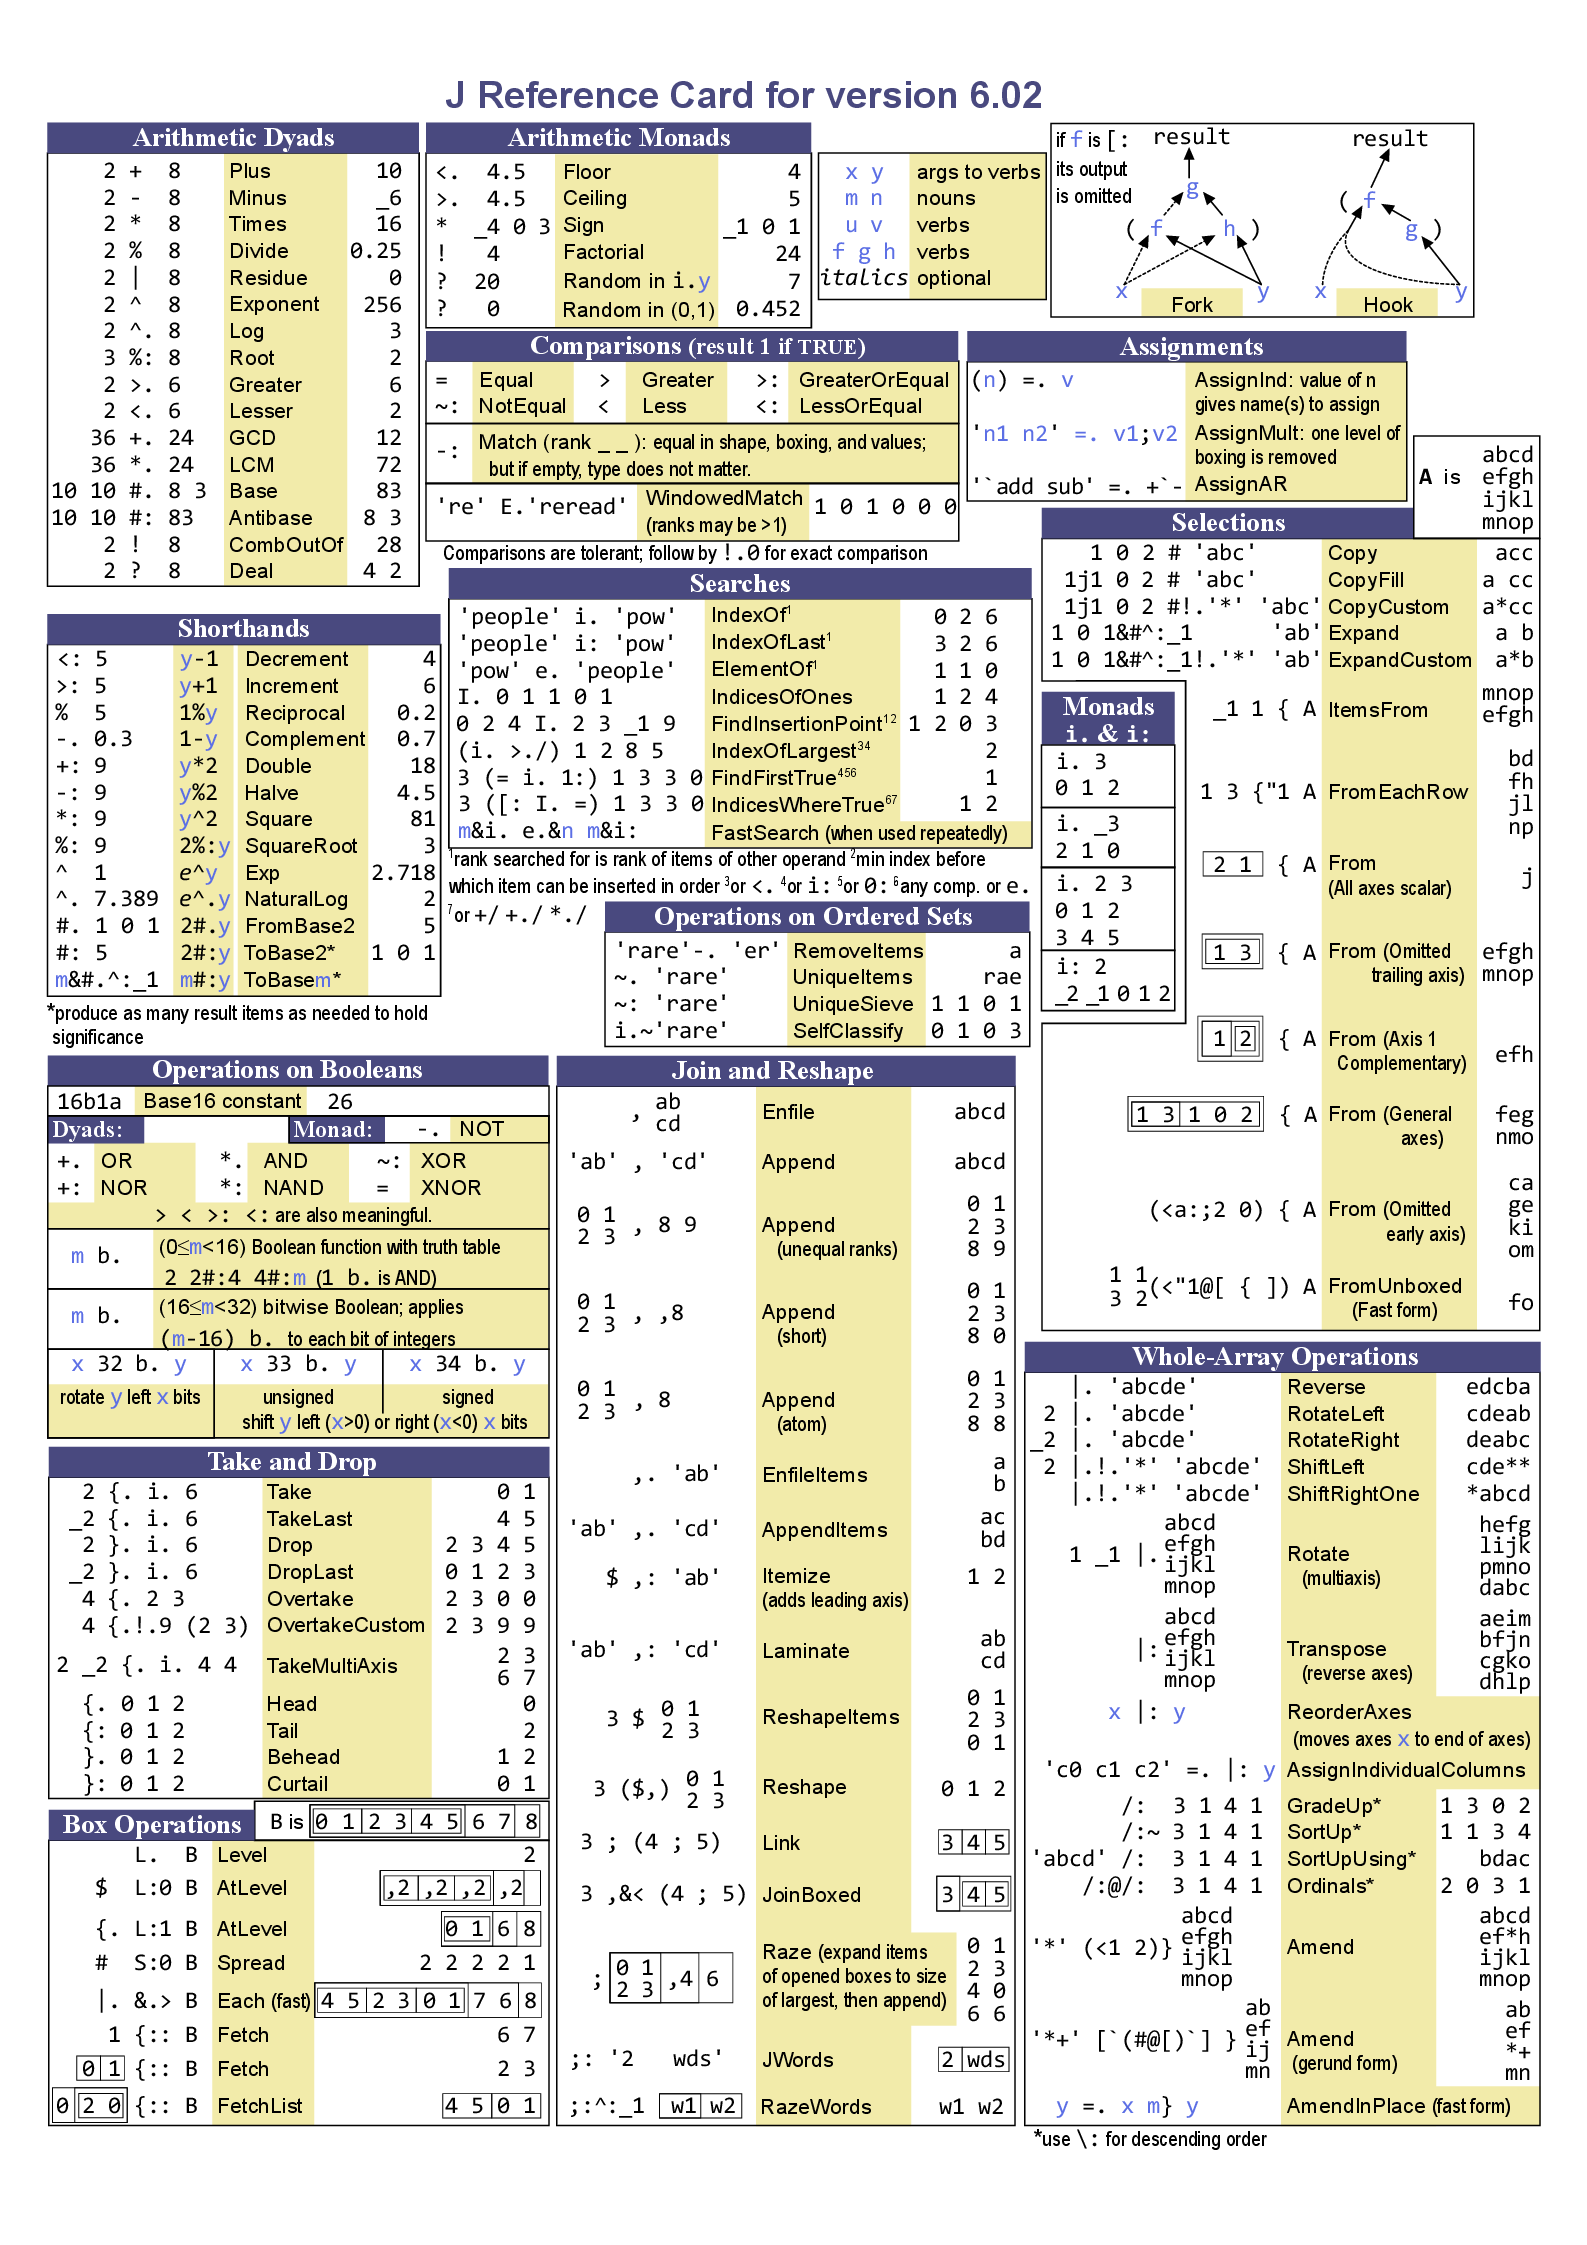 J Reference Card for version 6.02
Arithmetic Dyads
2 + 8 Plus 10
2 - 8 Minus _6
2 * 8 Times 16
2 % 8 Divide 0.25
2 | 8 Residue 0
2 ^ 8 Exponent 256
2 ^. 8 Log 3
3 %: 8 Root 2
2 >. 6 Greater 6
2 <. 6 Lesser 2
36 +. 24 GCD 12
36 *. 24 LCM 72
10 10 #. 8 3 Base 83
10 10 #: 83 Antibase 8 3
2 ! 8 CombOutOf 28
2 ? 8 Deal 4 2
Arithmetic Monads
<. 4.5 Floor 4
>. 4.5 Ceiling 5
* _4 0 3 Sign _1 0 1
! 4 Factorial 24
? 20 Random in i.y 7
? 0 Random in (0,1) 0.452
x y args to verbs
m n nouns
u v verbs
f g h verbs
italics optional
if f is [:
its output
is omitted
result
g
( f h )
x y
Fork
result
( f
g )
x y
Hook
Comparisons (result 1 if TRUE)
= Equal > Greater >: GreaterOrEqual
~: NotEqual < Less <: LessOrEqual
-: Match (rank _ _ ): equal in shape, boxing, and values;
but if empty, type does not matter.
're' E.'reread' WindowedMatch 1 0 1 0 0 0
(ranks may be >1)
Comparisons are tolerant; follow by !.0 for exact comparison
Assignments
(n) =. v AssignInd: value of n
gives name(s) to assign
'n1 n2' =. v1;v2 AssignMult: one level of
boxing is removed
'`add sub' =. +`- AssignAR
A is
abcd
efgh
ijkl
mnop
Selections
1 0 2 # 'abc' Copy acc
1j1 0 2 # 'abc' CopyFill a cc
1j1 0 2 #!.'*' 'abc' CopyCustom a*cc
1 0 1&#^:_1 'ab' Expand a b
1 0 1&#^:_1!.'*' 'ab' ExpandCustom a*b
_1 1 { A ItemsFrom
mnop
efgh
1 3 {"1 A FromEachRow
bd
fh
jl
np
2 1 { A From
(All axes scalar)
j
1 3 { A From (Omitted
trailing axis)
efgh
mnop
1 2 { A From (Axis 1
Complementary)
efh
1 3 1 0 2 { A From (General
axes)
feg
nmo
(<a:;2 0) { A From (Omitted
early axis)
ca
ge
ki
om
1 1
3 2 (<"1@[ { ]) A FromUnboxed
(Fast form)
fo
Searches
'people' i. 'pow' IndexOf1 0 2 6
'people' i: 'pow' IndexOfLast1 3 2 6
'pow' e. 'people' ElementOf1 1 1 0
I. 0 1 1 0 1 IndicesOfOnes 1 2 4
0 2 4 I. 2 3 _1 9 FindInsertionPoint12 1 2 0 3
(i. >./) 1 2 8 5 IndexOfLargest34 2
3 (= i. 1:) 1 3 3 0 FindFirstTrue456 1
3 ([: I. =) 1 3 3 0 IndicesWhereTrue67 1 2
m&i. e.&n m&i: FastSearch (when used repeatedly)
1rank searched for is rank of items of other operand 2min index before
which item can be inserted in order 3or <. 4or i: 5or 0: 6any comp. or e.
7or +/ +./ *./
Monads
i. & i:
i. 3
0 1 2
i. _3
2 1 0
i. 2 3
0 1 2
3 4 5
i: 2
_2 _1 0 1 2
Shorthands
<: 5 y-1 Decrement 4
>: 5 y+1 Increment 6
% 5 1%y Reciprocal 0.2
-. 0.3 1-y Complement 0.7
+: 9 y*2 Double 18
-: 9 y%2 Halve 4.5
*: 9 y^2 Square 81
%: 9 2%:y SquareRoot 3
^ 1 e^y Exp 2.718
^. 7.389 e^.y NaturalLog 2
#. 1 0 1 2#.y FromBase2 5
#: 5 2#:y ToBase2* 1 0 1
m&#.^:_1 m#:y ToBasem*
*produce as many result items as needed to hold
significance
Operations on Ordered Sets
'rare'-. 'er' RemoveItems a
~. 'rare' UniqueItems rae
~: 'rare' UniqueSieve 1 1 0 1
i.~'rare' SelfClassify 0 1 0 3
Operations on Booleans
16b1a Base16 constant 26
Dyads: Monad: -. NOT
+. OR *. AND ~: XOR
+: NOR *: NAND = XNOR
> < >: <: are also meaningful.
m b. (0≤m<16) Boolean function with truth table
2 2#:4 4#:m (1 b. is AND)
m b. (16≤m<32) bitwise Boolean; applies
(m-16) b. to each bit of integers
x 32 b. y x 33 b. y x 34 b. y
rotate y left x bits unsigned signed
shift y left (x>0) or right (x<0) x bits
Take and Drop
2 {. i. 6 Take 0 1
_2 {. i. 6 TakeLast 4 5
2 }. i. 6 Drop 2 3 4 5
_2 }. i. 6 DropLast 0 1 2 3
4 {. 2 3 Overtake 2 3 0 0
4 {.!.9 (2 3) OvertakeCustom 2 3 9 9
2 _2 {. i. 4 4 TakeMultiAxis
2 3
6 7
{. 0 1 2 Head 0
{: 0 1 2 Tail 2
}. 0 1 2 Behead 1 2
}: 0 1 2 Curtail 0 1
Box Operations
B is 0 1 2 3 4 5 6 7 8
L. B Level 2
$ L:0 B AtLevel ,2 ,2 ,2 ,2
{. L:1 B AtLevel 0 1 6 8
# S:0 B Spread 2 2 2 2 1
|. &.> B Each (fast) 4 5 2 3 0 1 7 6 8
1 {:: B Fetch 6 7
0 1 {:: B Fetch 2 3
0 2 0 {:: B FetchList 4 5 0 1
Join and Reshape
, ab
cd
Enfile abcd
'ab' , 'cd' Append abcd
0 1
2 3 , 8 9 Append
(unequal ranks)
0 1
2 3
8 9
0 1
2 3 , ,8 Append
(short)
0 1
2 3
8 0
0 1
2 3 , 8 Append
(atom)
0 1
2 3
8 8
,. 'ab' EnfileItems
a
b
'ab' ,. 'cd' AppendItems
ac
bd
$ ,: 'ab' Itemize 1 2
(adds leading axis)
'ab' ,: 'cd' Laminate
ab
cd
3 $ 0 1
2 3
ReshapeItems
0 1
2 3
0 1
3 ($,) 0 1
2 3
Reshape 0 1 2
3 ; (4 ; 5) Link 3 4 5
3 ,&< (4 ; 5) JoinBoxed 3 4 5
; 0 1
2 3 ,4 6
Raze (expand items
of opened boxes to size
of largest, then append)
0 1
2 3
4 0
6 6
;: '2 wds' JWords 2 wds
;:^:_1 w1 w2 RazeWords w1 w2
Whole-Array Operations
|. 'abcde' Reverse edcba
2 |. 'abcde' RotateLeft cdeab
_2 |. 'abcde' RotateRight deabc
2 |.!.'*' 'abcde' ShiftLeft cde**
|.!.'*' 'abcde' ShiftRightOne *abcd
1 _1 |.
abcd
efgh
ijkl
mnop
Rotate
(multiaxis)
hefg
lijk
pmno
dabc
|:
abcd
efgh
ijkl
mnop
Transpose
(reverse axes)
aeim
bfjn
cgko
dhlp
x |: y ReorderAxes
(moves axes x to end of axes)
'c0 c1 c2' =. |: y AssignIndividualColumns
/: 3 1 4 1 GradeUp* 1 3 0 2
/:~ 3 1 4 1 SortUp* 1 1 3 4
'abcd' /: 3 1 4 1 SortUpUsing* bdac
/:@/: 3 1 4 1 Ordinals* 2 0 3 1
'*' (<1 2)}
abcd
efgh
ijkl
mnop
Amend
abcd
ef*h
ijkl
mnop
'*+' [`(#@[)`] }
ab
ef
ij
mn
Amend
(gerund form)
ab
ef
*+
mn
y =. x m} y AmendInPlace (fast form)
*use \: for descending order